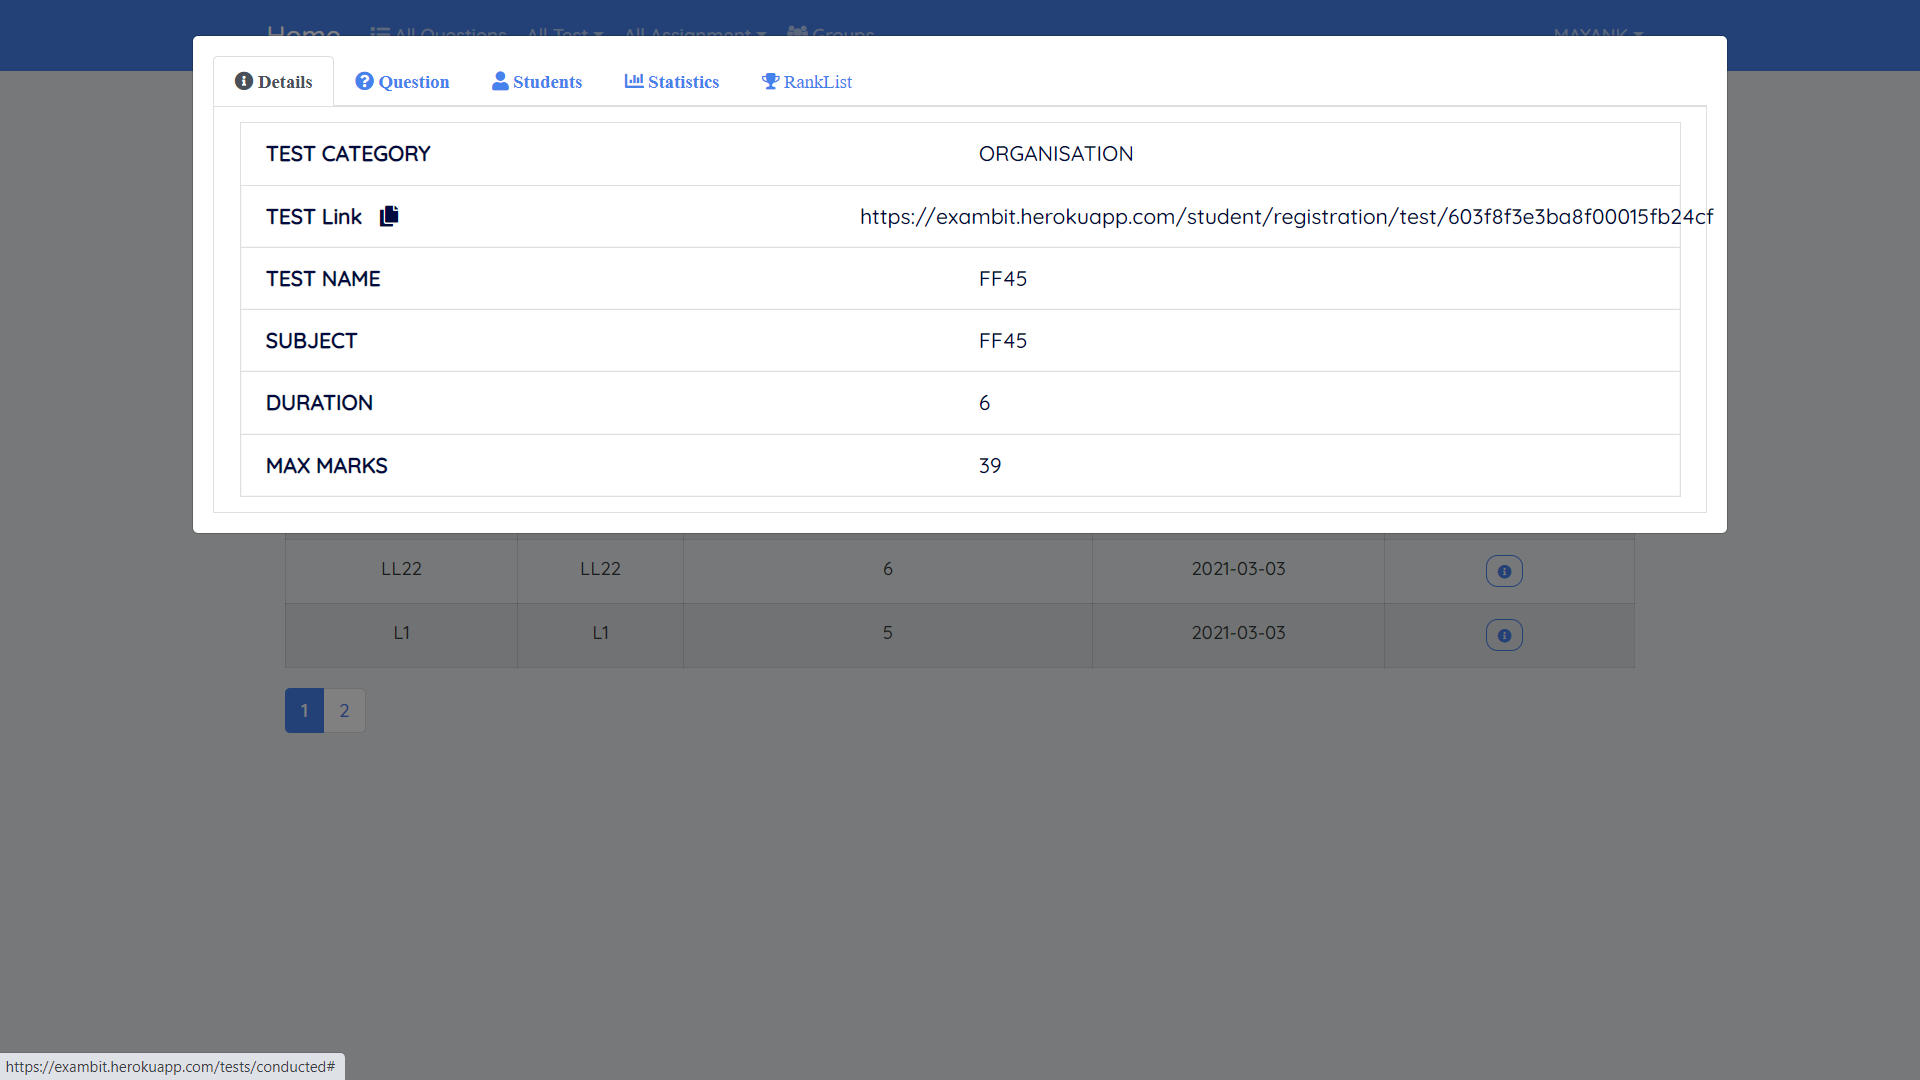 Home All Questions All Test All Assignment Groups MAYANK
Details Question Students Statistics RankList
TEST CATEGORY ORGANISATION
TEST Link https://exambit.herokuapp.com/student/registration/test/603f8f3e3ba8f00015fb24cf
TEST NAME FF45
SUBJECT FF45
DURATION 6
MAX MARKS 39
LL22 LL22 6 2021-03-03
L1 L1 5 2021-03-03
1 2
https://exambit.herokuapp.com/tests/conducted#